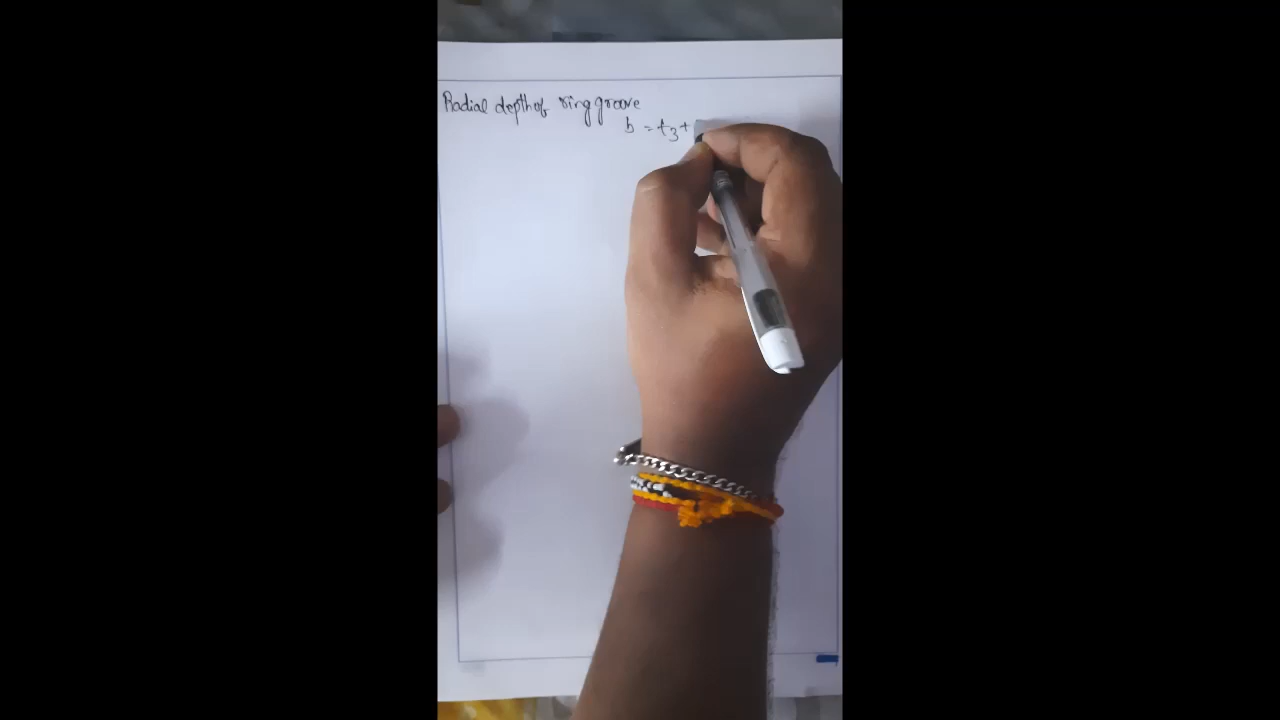 Radial depth of ring groove
b = t3 +